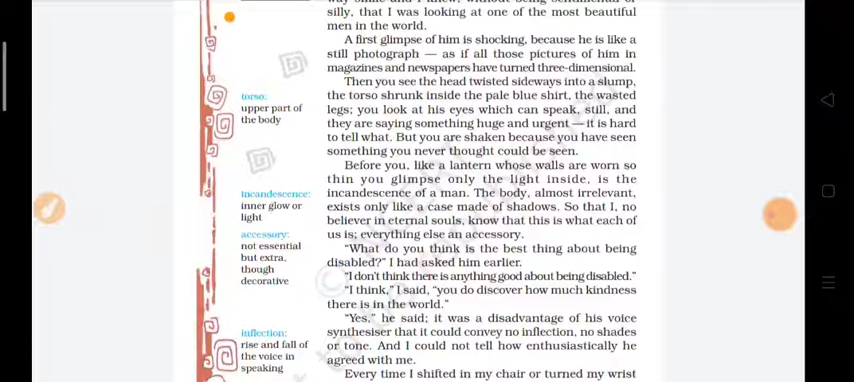 way smile and I knew, without being sentimental or
silly, that I was looking at one of the most beautiful
men in the world.
A first glimpse of him is shocking, because he is like a
still photograph — as if all those pictures of him in
magazines and newspapers have turned three-dimensional.
Then you see the head twisted sideways into a slump,
the torso shrunk inside the pale blue shirt, the wasted
legs; you look at his eyes which can speak, still, and
they are saying something huge and urgent — it is hard
to tell what. But you are shaken because you have seen
something you never thought could be seen.
Before you, like a lantern whose walls are worn so
thin you glimpse only the light inside, is the
incandescence of a man. The body, almost irrelevant,
exists only like a case made of shadows. So that I, no
believer in eternal souls, know that this is what each of
us is; everything else an accessory.
“What do you think is the best thing about being
disabled?” I had asked him earlier.
“I don’t think there is anything good about being disabled.”
“I think,” I said, “you do discover how much kindness
there is in the world.”
“Yes,” he said; it was a disadvantage of his voice
synthesiser that it could convey no inflection, no shades
or tone. And I could not tell how enthusiastically he
agreed with me.
Every time I shifted in my chair or turned my wrist
torso:
upper part of
the body
incandescence:
inner glow or
light
accessory:
not essential
but extra,
though
decorative
inflection:
rise and fall of
the voice in
speaking